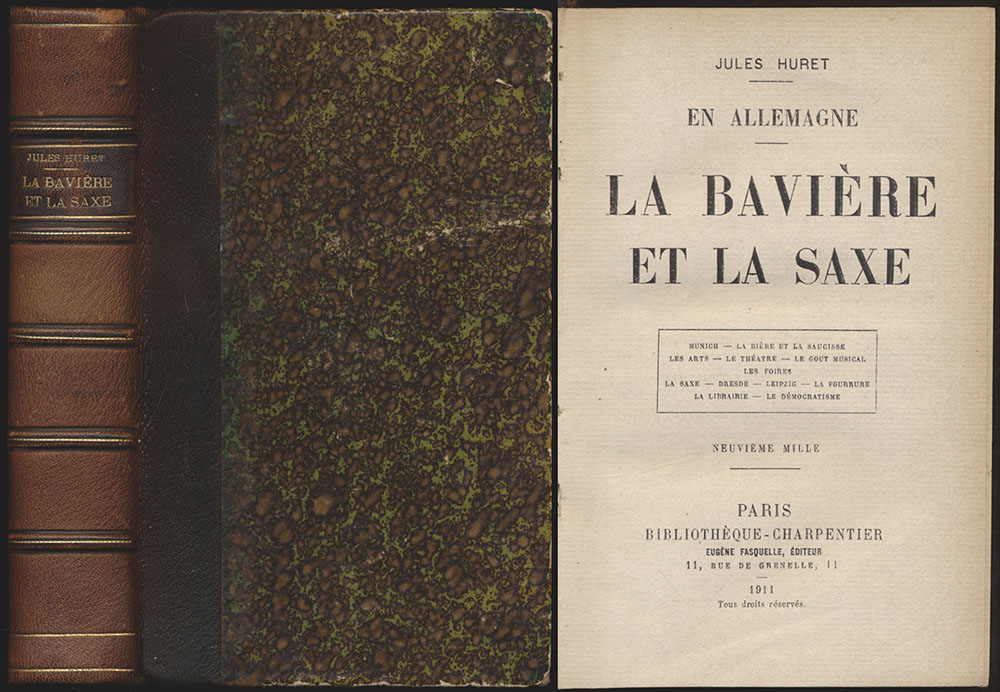 JULES HURET
LA BAVIÈRE
ET LA SAXE
JULES HURET
EN ALLEMAGNE
LA BAVIÈRE
ET LA SAXE
MUNICH — LA BIÈRE ET LA SAUCISSE
LES ARTS — LE THÉATRE — LE GOUT MUSICAL
LES FOIRES
LA SAXE — DRESDE — LEIPZIG — LA FOURRURE
LA LIBRAIRIE — LE DÉMOCRATISME
NEUVIÈME MILLE
PARIS
BIBLIOTHÈQUE-CHARPENTIER
EUGÈNE FASQUELLE, ÉDITEUR
11, RUE DE GRENELLE, 11
1911
Tous droits réservés.